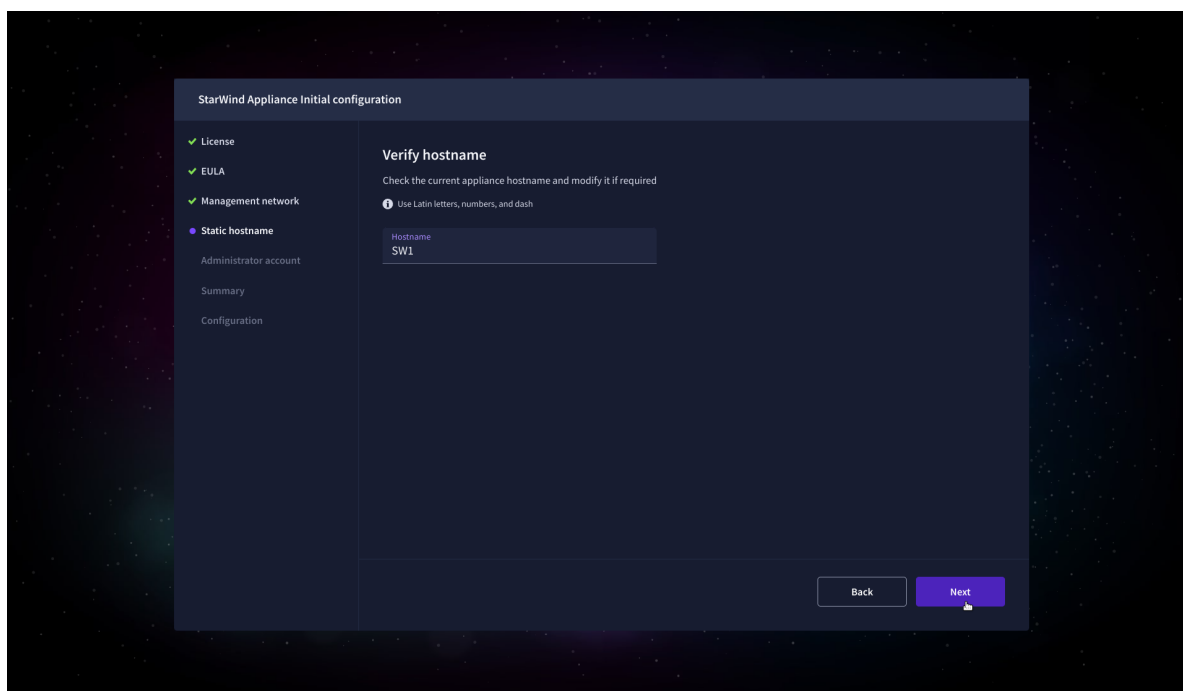 StarWind Appliance Initial configuration
License
EULA
Management network
Static hostname
Administrator account
Summary
Configuration
Verify hostname
Check the current appliance hostname and modify it if required
Use Latin letters, numbers, and dash
Hostname
SW1
Back
Next